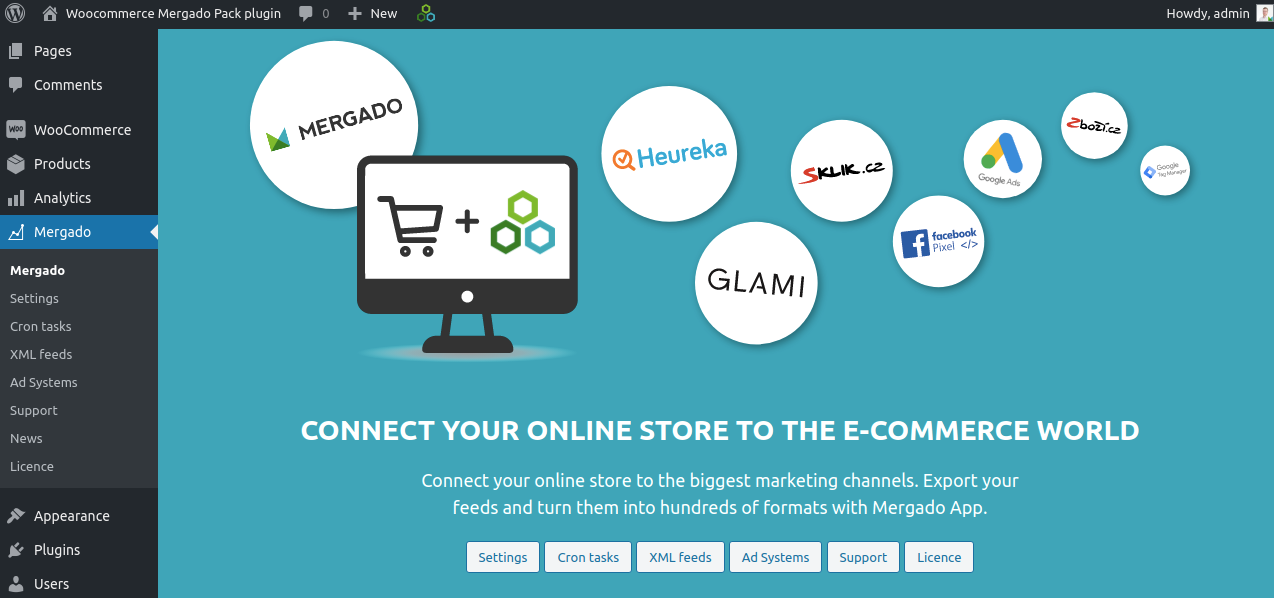 Woocommerce Mergado Pack plugin 0 New Howdy, admin
Pages
Comments
WOO WooCommerce
Products
Analytics
Mergado
Mergado
Settings
Cron tasks
XML feeds
Ad Systems
Support
News
Licence
Appearance
Plugins
Users
MERGADO
Heureka
SKLIK.CZ
GLAMI
facebook
Pixel </>
Google Ads
Zboží.cz
Google
Tag Manager
CONNECT YOUR ONLINE STORE TO THE E-COMMERCE WORLD
Connect your online store to the biggest marketing channels. Export your
feeds and turn them into hundreds of formats with Mergado App.
Settings Cron tasks XML feeds Ad Systems Support Licence